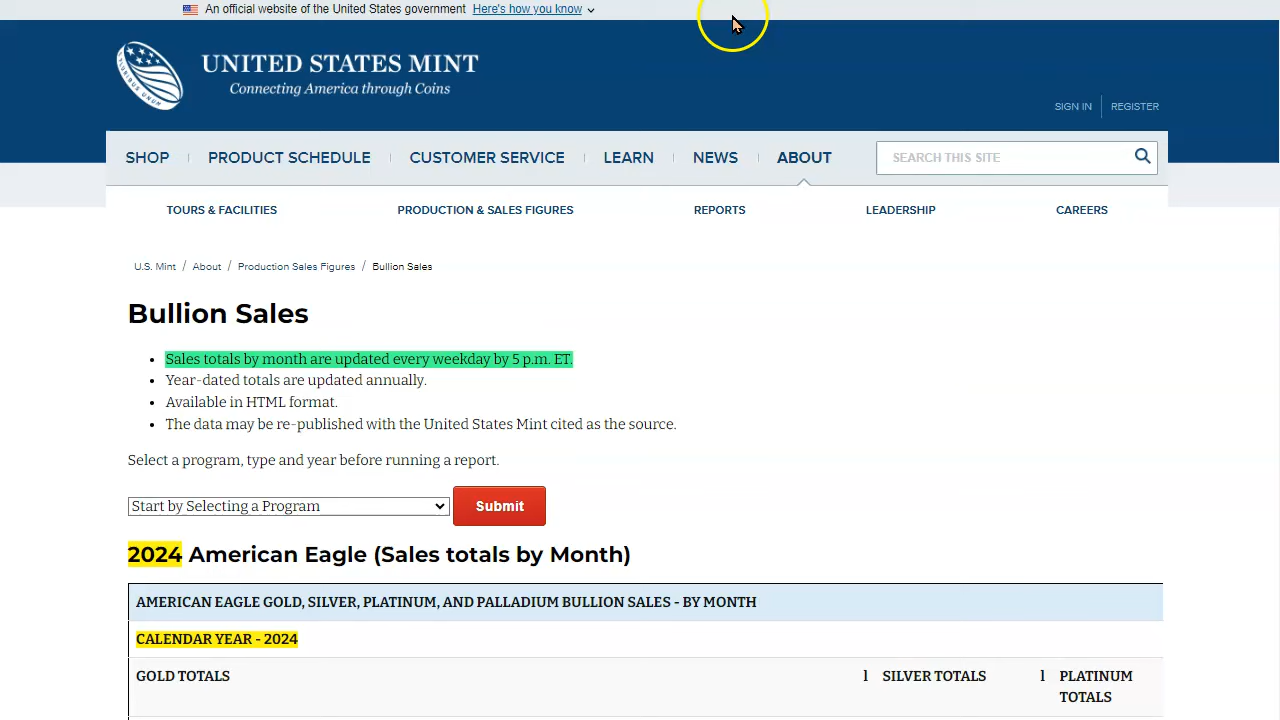 An official website of the United States government Here's how you know
UNITED STATES MINT
Connecting America through Coins
PLURIBUS UNUM
SIGN IN REGISTER
SHOP PRODUCT SCHEDULE CUSTOMER SERVICE LEARN NEWS ABOUT SEARCH THIS SITE
TOURS & FACILITIES PRODUCTION & SALES FIGURES REPORTS LEADERSHIP CAREERS
U.S. Mint / About / Production Sales Figures / Bullion Sales
Bullion Sales
• Sales totals by month are updated every weekday by 5 p.m. ET.
• Year-dated totals are updated annually.
• Available in HTML format.
• The data may be re-published with the United States Mint cited as the source.
Select a program, type and year before running a report.
Start by Selecting a Program Submit
2024 American Eagle (Sales totals by Month)
AMERICAN EAGLE GOLD, SILVER, PLATINUM, AND PALLADIUM BULLION SALES - BY MONTH
CALENDAR YEAR - 2024
GOLD TOTALS l SILVER TOTALS l PLATINUM
TOTALS